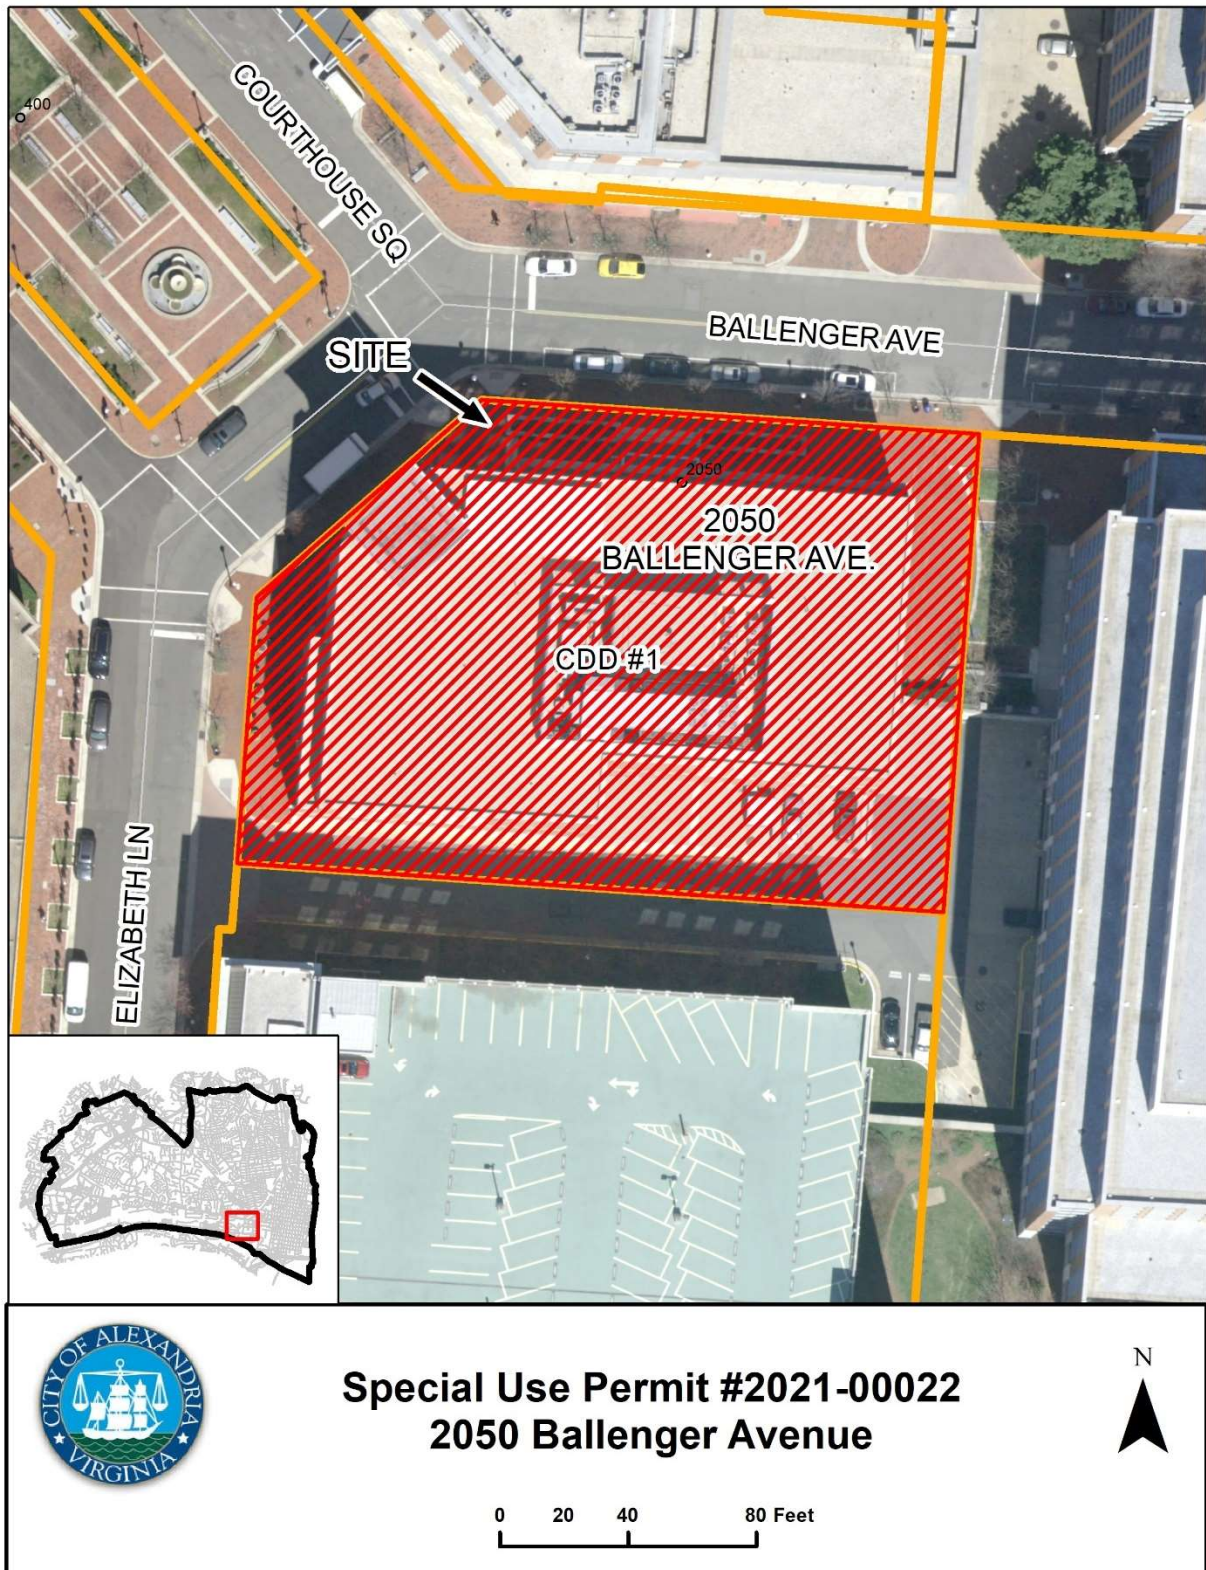 400
COURTHOUSE SQ
BALLENGER AVE
SITE
2050
2050
BALLENGER AVE.
CDD #1
ELIZABETH LN
CITY OF ALEXANDRIA
VIRGINIA
Special Use Permit #2021-00022
2050 Ballenger Avenue
N
0 20 40 80 Feet